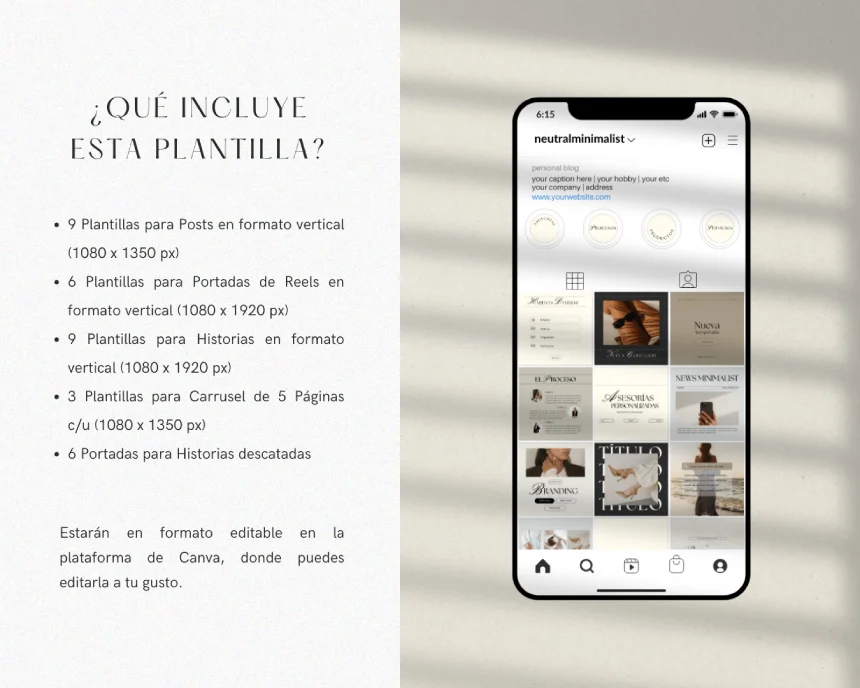 ¿QUÉ INCLUYE
ESTA PLANTILLA?
• 9 Plantillas para Posts en formato vertical
(1080 x 1350 px)
• 6 Plantillas para Portadas de Reels en
formato vertical (1080 x 1920 px)
• 9 Plantillas para Historias en formato
vertical (1080 x 1920 px)
• 3 Plantillas para Carrusel de 5 Páginas
c/u (1080 x 1350 px)
• 6 Portadas para Historias descatadas
Estarán en formato editable en la
plataforma de Canva, donde puedes
editarla a tu gusto.
6:15
neutralminimalist
personal blog
your caption here | your hobby | your etc
your company | address
www.yourwebsite.com
PRODUCTOS
Nueva
temporada
EL PROCESO
ASESORÍAS
PERSONALIZADAS
NEWS MINIMALIST
BRANDING
TÍTULO
TÍTULO